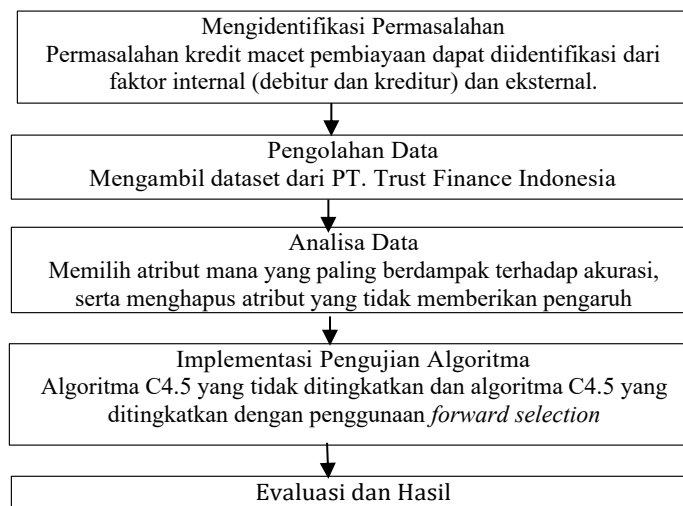 Mengidentifikasi Permasalahan
Permasalahan kredit macet pembiayaan dapat diidentifikasi dari
faktor internal (debitur dan kreditur) dan eksternal.
Pengolahan Data
Mengambil dataset dari PT. Trust Finance Indonesia
Analisa Data
Memilih atribut mana yang paling berdampak terhadap akurasi,
serta menghapus atribut yang tidak memberikan pengaruh
Implementasi Pengujian Algoritma
Algoritma C4.5 yang tidak ditingkatkan dan algoritma C4.5 yang
ditingkatkan dengan penggunaan forward selection
Evaluasi dan Hasil